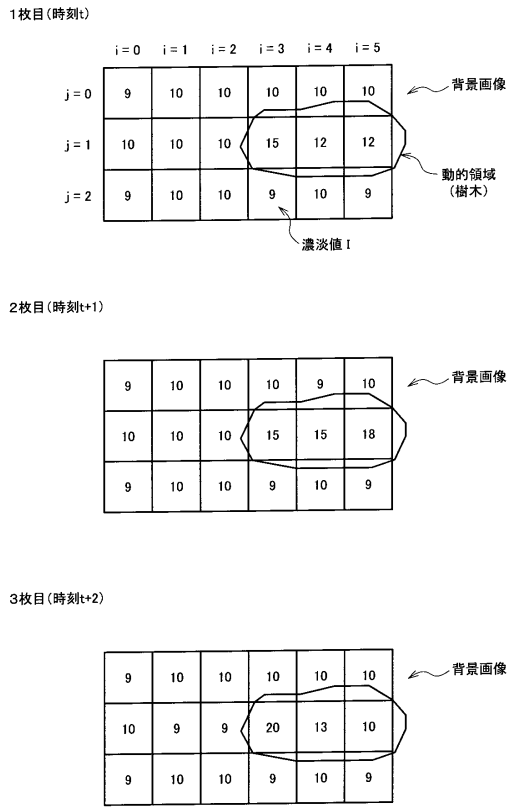 1枚目(時刻t)
i=0 i=1 i=2 i=3 i=4 i=5
j=0 9 10 10 10 10 10 背景画像
j=1 10 10 10 15 12 12
動的領域
(樹木)
j=2 9 10 10 9 10 9
濃淡値 I
2枚目(時刻t+1)
9 10 10 10 9 10 背景画像
10 10 10 15 15 18
9 10 10 9 10 9
3枚目(時刻t+2)
9 10 10 10 10 10 背景画像
10 9 9 20 13 10
9 10 10 9 10 9